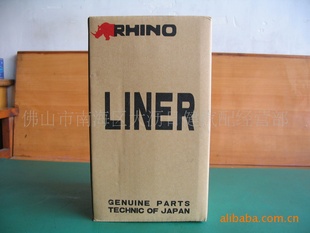 RHINO
LINER
GENUINE PARTS
TECHNIC OF JAPAN
alibaba.com.cn